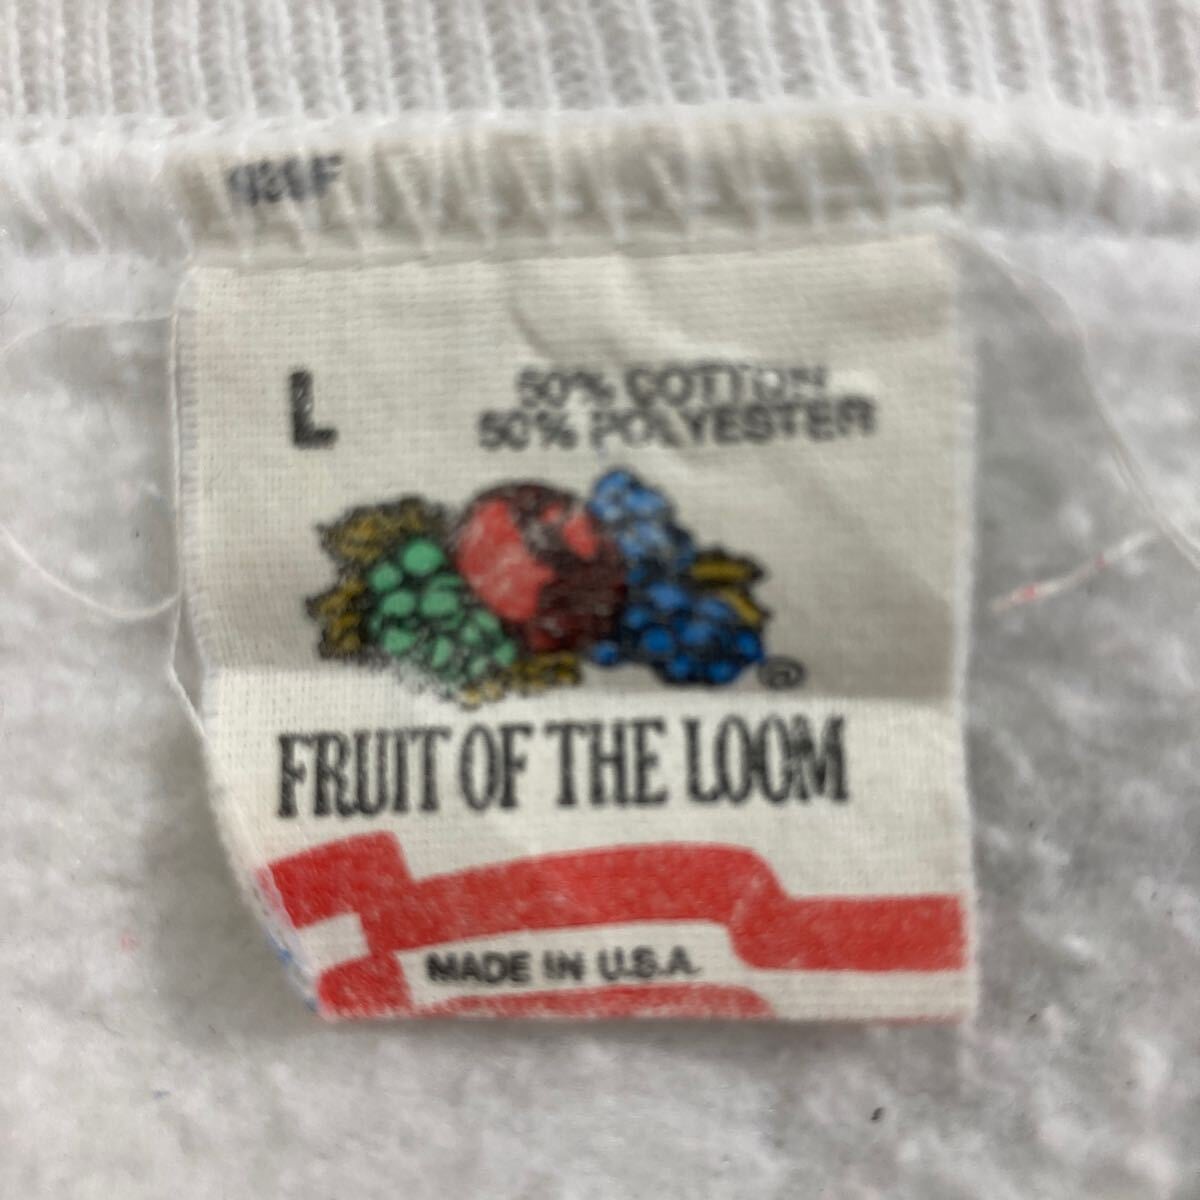 L
50% COTTON
50% POLYESTER
®
FRUIT OF THE LOOM
MADE IN U.S.A.